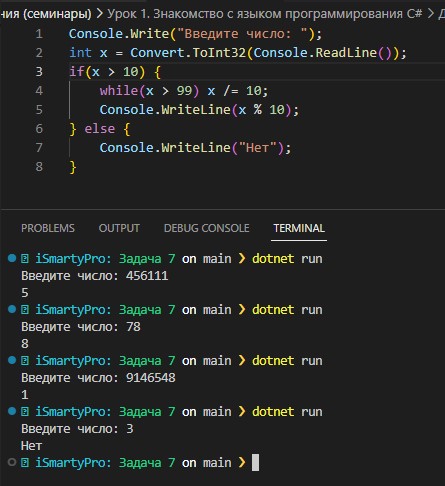 ния (семинары) > Урок 1. Знакомство с языком программирования C# >
1 Console.Write("Введите число: ");
2 int x = Convert.ToInt32(Console.ReadLine());
3 if(x > 10) {
4 while(x > 99) x /= 10;
5 Console.WriteLine(x % 10);
6 } else {
7 Console.WriteLine("Нет");
8 }
PROBLEMS OUTPUT DEBUG CONSOLE TERMINAL
iSmartyPro: Задача 7 on main ❯ dotnet run
Введите число: 456111
5
iSmartyPro: Задача 7 on main ❯ dotnet run
Введите число: 78
8
iSmartyPro: Задача 7 on main ❯ dotnet run
Введите число: 9146548
1
iSmartyPro: Задача 7 on main ❯ dotnet run
Введите число: 3
Нет
iSmartyPro: Задача 7 on main ❯